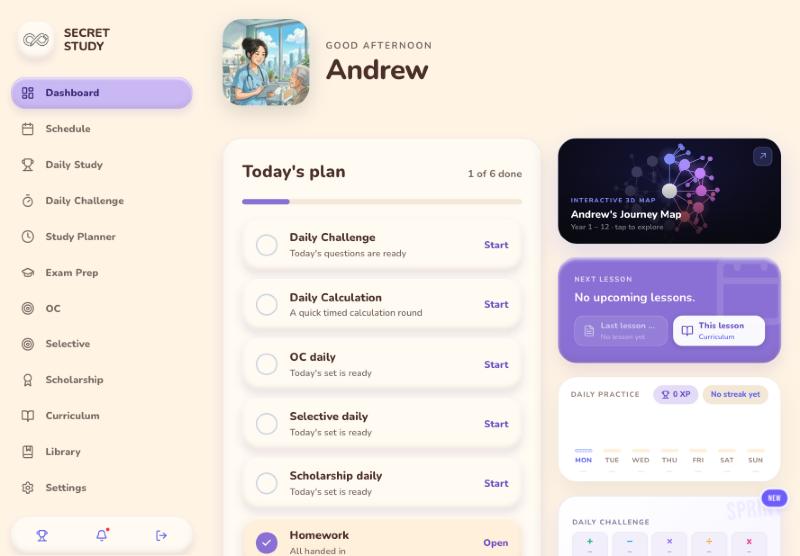 SECRET
STUDY
Dashboard
Schedule
Daily Study
Daily Challenge
Study Planner
Exam Prep
OC
Selective
Scholarship
Curriculum
Library
Settings
GOOD AFTERNOON
Andrew
Today's plan
1 of 6 done
Daily Challenge
Today's questions are ready
Start
Daily Calculation
A quick timed calculation round
Start
OC daily
Today's set is ready
Start
Selective daily
Today's set is ready
Start
Scholarship daily
Today's set is ready
Start
Homework
All handed in
Open
INTERACTIVE 3D MAP
Andrew's Journey Map
Year 1 – 12 · tap to explore
NEXT LESSON
No upcoming lessons.
Last lesson ...
No lesson yet
This lesson
Curriculum
DAILY PRACTICE
0 XP
No streak yet
MON TUE WED THU FRI SAT SUN
— — — — — — —
NEW
DAILY CHALLENGE
+ − × ÷ x
– – – – –